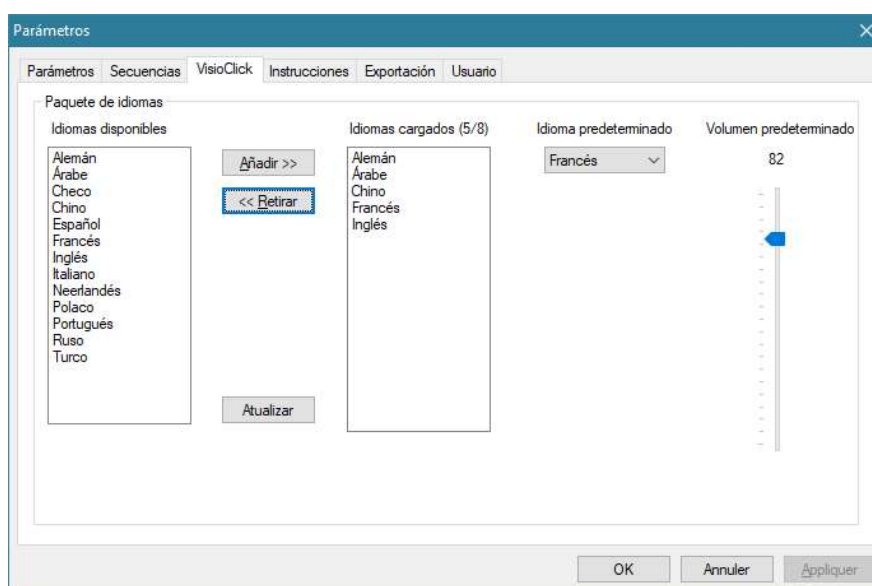 Parámetros
Parámetros Secuencias VisioClick Instrucciones Exportación Usuario
Paquete de idiomas
Idiomas disponibles
Alemán
Árabe
Checo
Chino
Español
Francés
Inglés
Italiano
Neerlandés
Polaco
Portugués
Ruso
Turco
Añadir >>
<< Retirar
Atualizar
Idiomas cargados (5/8)
Alemán
Árabe
Chino
Francés
Inglés
Idioma predeterminado
Francés
Volumen predeterminado
82
OK Annuler Appliquer